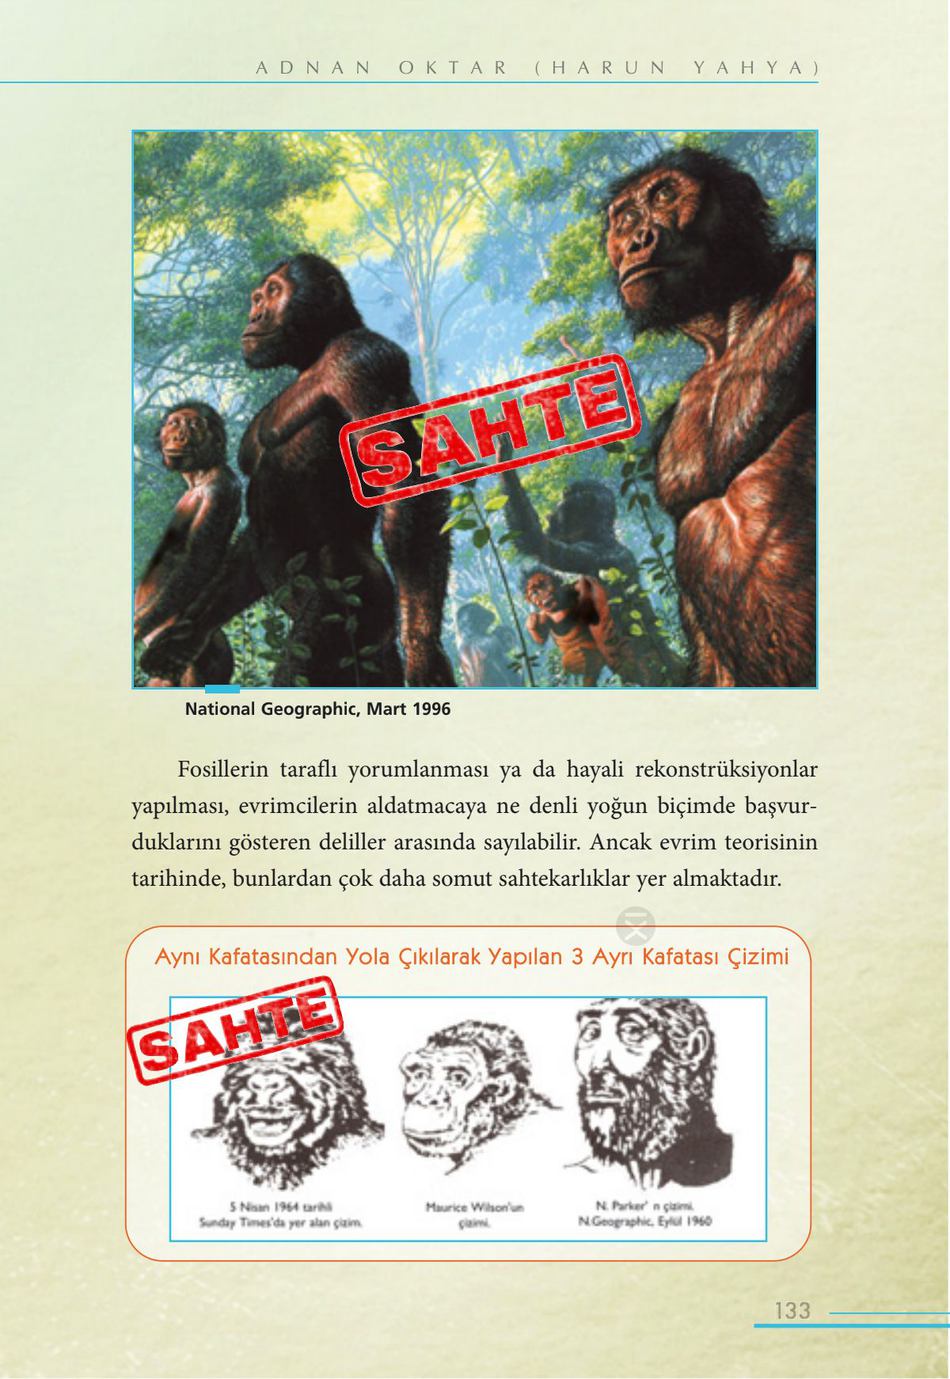 ADNAN OKTAR (HARUN YAHYA)
SAHTE
National Geographic, Mart 1996
Fosillerin taraflı yorumlanması ya da hayali rekonstrüksiyonlar
yapılması, evrimcilerin aldatmacaya ne denli yoğun biçimde başvur-
duklarını gösteren deliller arasında sayılabilir. Ancak evrim teorisinin
tarihinde, bunlardan çok daha somut sahtekarlıklar yer almaktadır.
Aynı Kafatasından Yola Çıkılarak Yapılan 3 Ayrı Kafatası Çizimi
SAHTE
5 Nisan 1964 tarihli
Sunday Times'da yer alan çizim.
Maurice Wilson'un
çizimi.
N. Parker' n çizimi.
N.Geographic, Eylül 1960
133